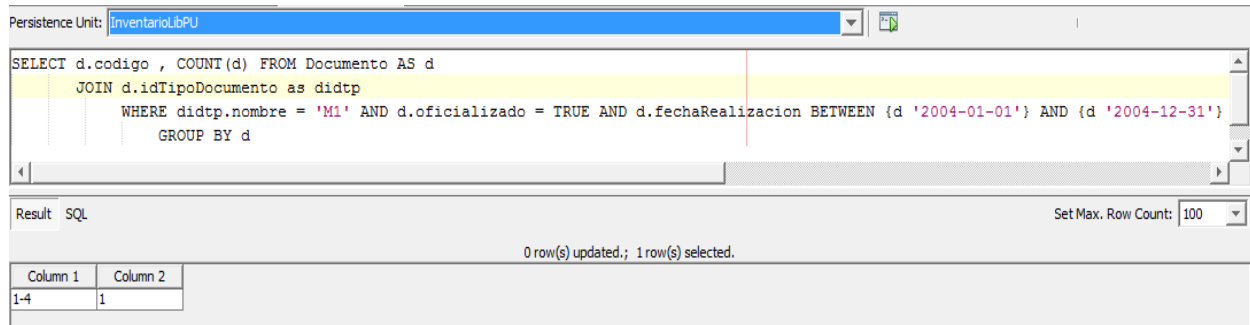 Persistence Unit: InventarioLibPU
SELECT d.codigo , COUNT(d) FROM Documento AS d
JOIN d.idTipoDocumento as didtp
WHERE didtp.nombre = 'M1' AND d.oficializado = TRUE AND d.fechaRealizacion BETWEEN {d '2004-01-01'} AND {d '2004-12-31'}
GROUP BY d
Result SQL Set Max. Row Count: 100
0 row(s) updated.; 1 row(s) selected.
Column 1 Column 2
1-4 1